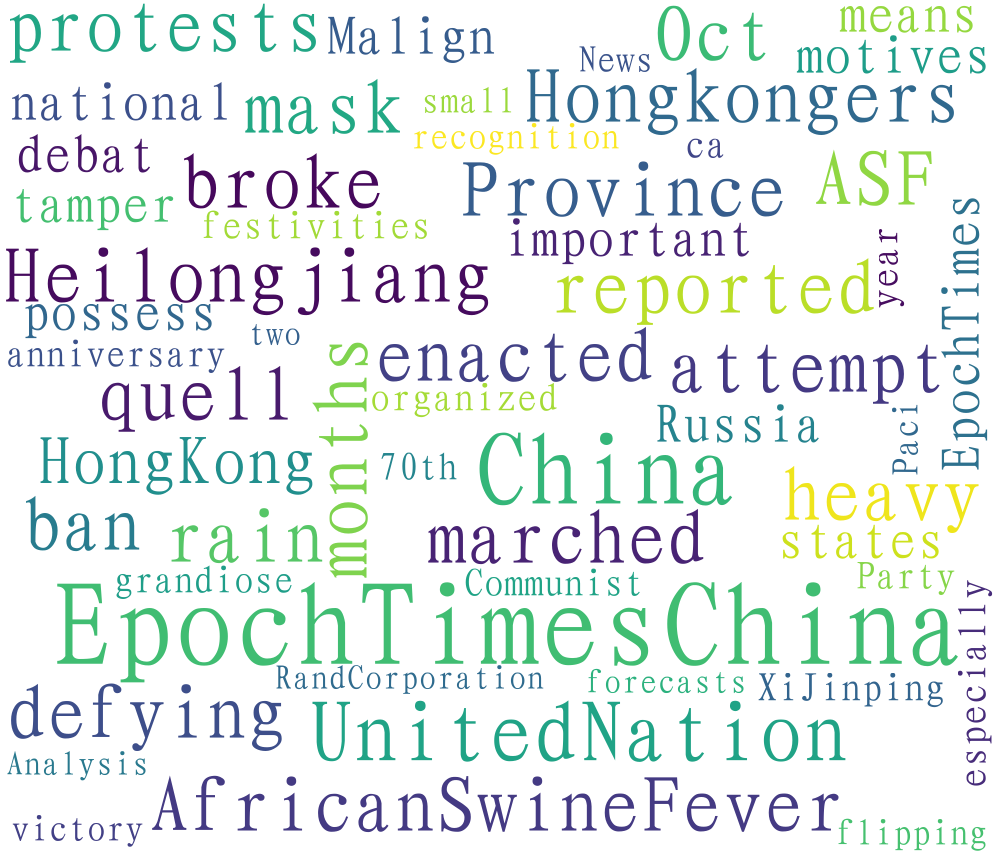 protests
Malign
Oct
means
News
motives
national
mask
small
Hongkongers
recognition
ca
debat
broke
Province
ASF
tamper
festivities
important
EpochTimes
Heilongjiang
reported
year
possess
two
anniversary
months
enacted
attempt
quell
organized
Russia
Paci
HongKong
70th
China
heavy
ban
rain
marched
states
grandiose
Communist
Party
EpochTimesChina
especially
RandCorporation
forecasts
XiJinping
defying
UnitedNation
Analysis
AfricanSwineFever
victory
flipping